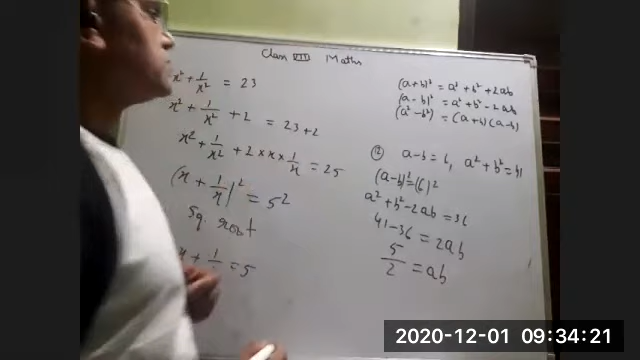 Class VIII Maths
x² + 1/x² = 23
x² + 1/x² + 2 = 23+2
x² + 1/x² + 2 × x × 1/x = 25
(x + 1/x)² = 5²
Sq. root
x + 1/ = 5
(a+b)² = a² + b² + 2ab
(a-b)² = a² + b² - 2ab
(a² - b²) = (a+b)(a-b)
⑫ a-b = 6, a² + b² = 41
(a-b)² = (6)²
a² + b² - 2ab = 36
41-36 = 2ab
5/2 = ab
2020-12-01 09:34:21